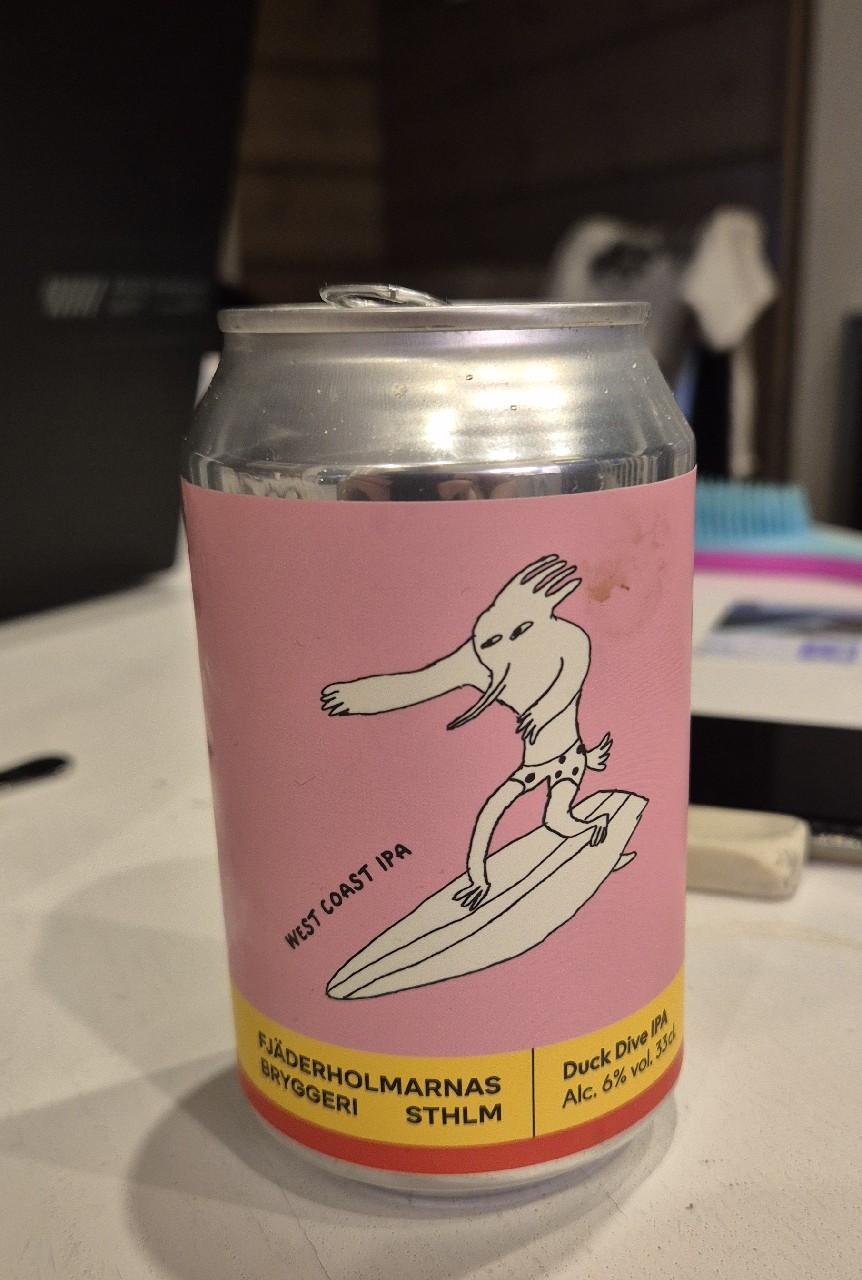 WEST COAST IPA
FJÄDERHOLMARNAS
BRYGGERI STHLM
Duck Dive IPA
Alc. 6% vol. 33cl